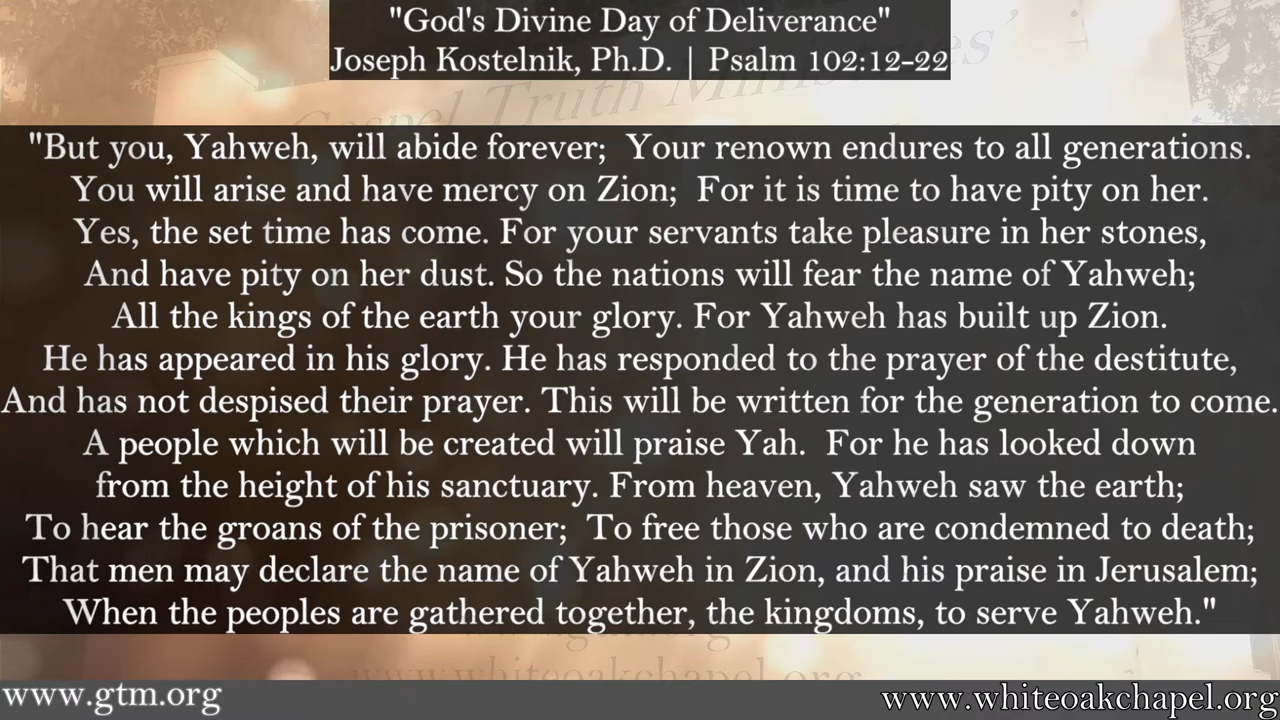 "God's Divine Day of Deliverance"
Joseph Kostelnik, Ph.D. | Psalm 102:12-22
Gospel Truth Ministries'
"But you, Yahweh, will abide forever;  Your renown endures to all generations.
You will arise and have mercy on Zion;  For it is time to have pity on her.
Yes, the set time has come. For your servants take pleasure in her stones,
And have pity on her dust. So the nations will fear the name of Yahweh;
All the kings of the earth your glory. For Yahweh has built up Zion.
He has appeared in his glory. He has responded to the prayer of the destitute,
And has not despised their prayer. This will be written for the generation to come.
A people which will be created will praise Yah.  For he has looked down
from the height of his sanctuary. From heaven, Yahweh saw the earth;
To hear the groans of the prisoner;  To free those who are condemned to death;
That men may declare the name of Yahweh in Zion, and his praise in Jerusalem;
When the peoples are gathered together, the kingdoms, to serve Yahweh."
www.whiteoakchapel.org
www.gtm.org
www.whiteoakchapel.org